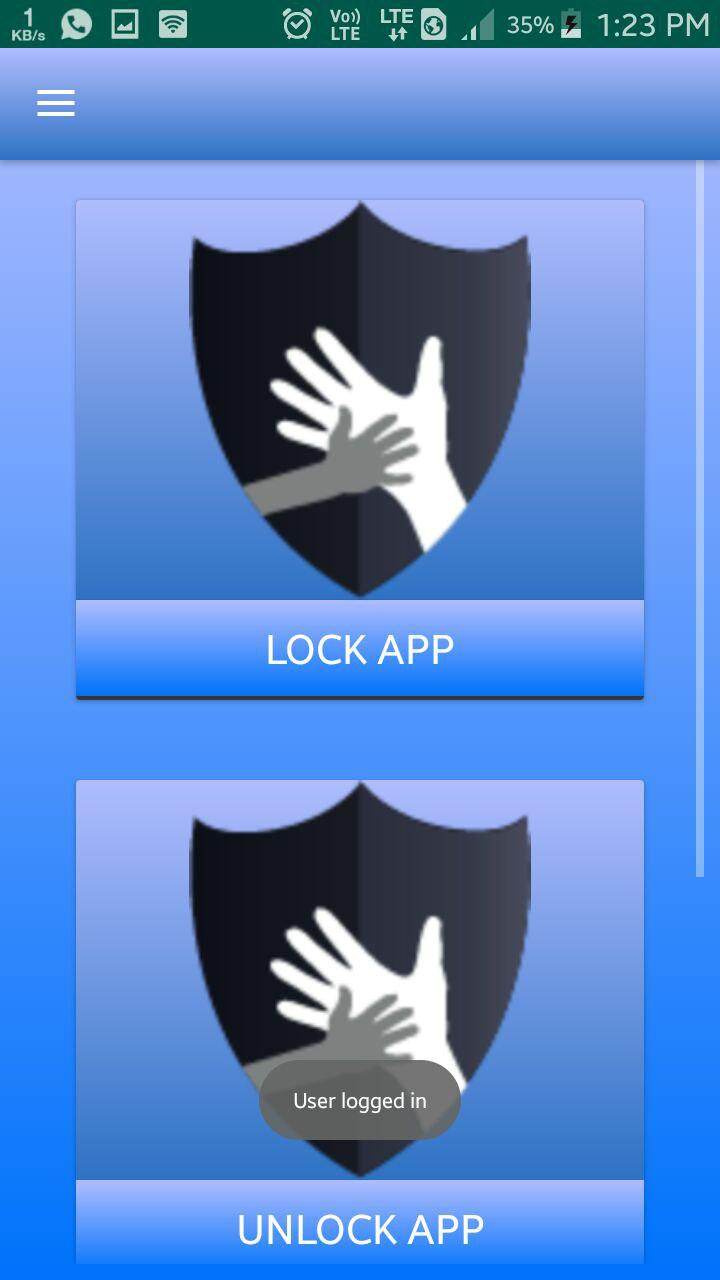 1
KB/s
Vo))
LTE
LTE
35%
1:23 PM
LOCK APP
User logged in
UNLOCK APP